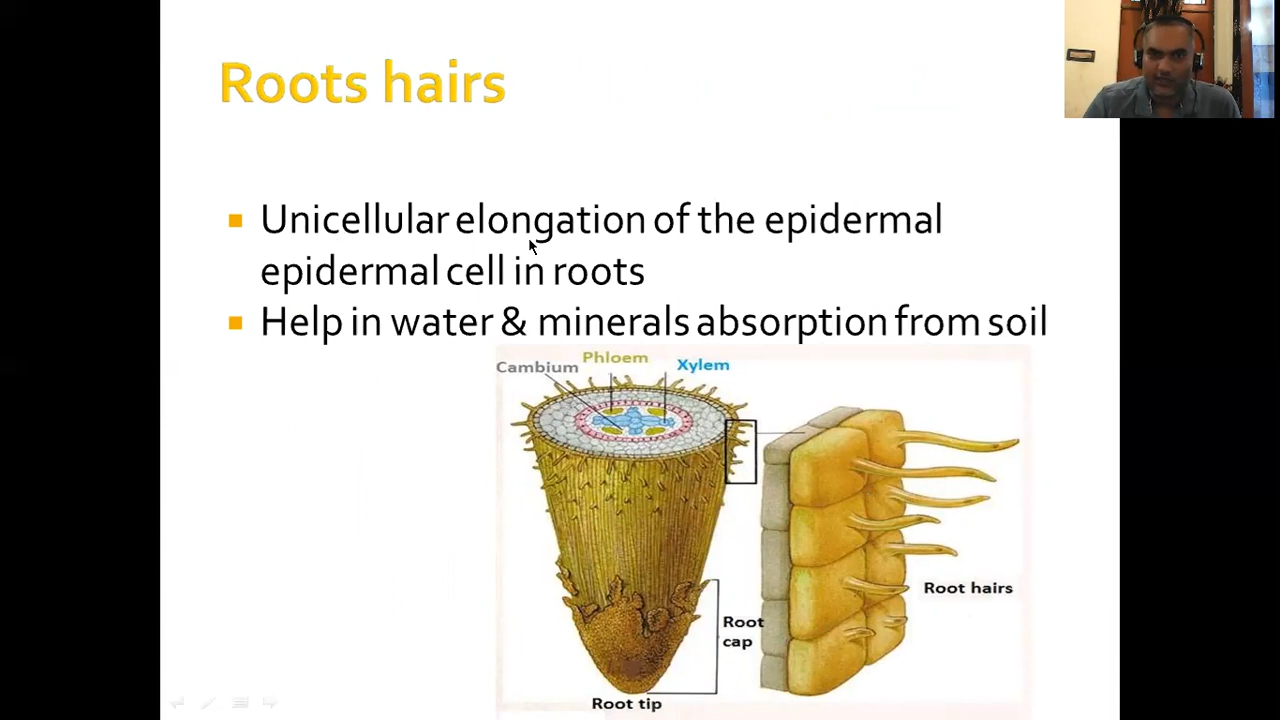 Roots hairs
Unicellular elongation of the epidermal
epidermal cell in roots
Help in water & minerals absorption from soil
Cambium
Phloem
Xylem
Root hairs
Root
cap
Root tip